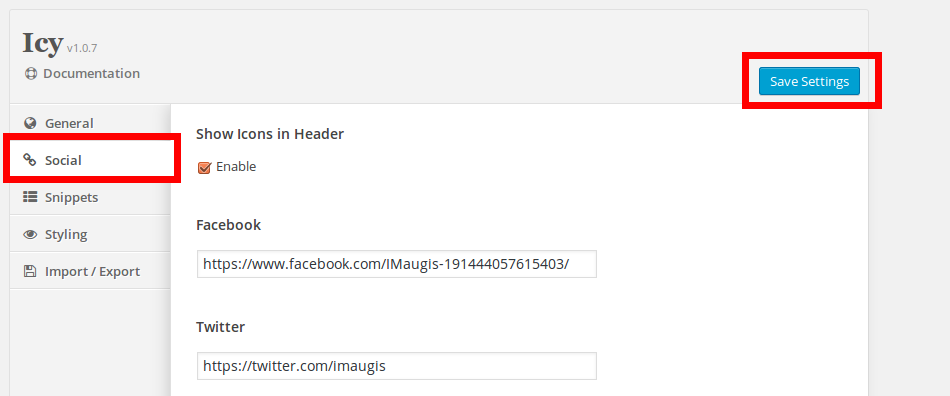 Icy v1.0.7
Documentation
Save Settings
General
Social
Snippets
Styling
Import / Export
Show Icons in Header
Enable
Facebook
https://www.facebook.com/IMaugis-191444057615403/
Twitter
https://twitter.com/imaugis